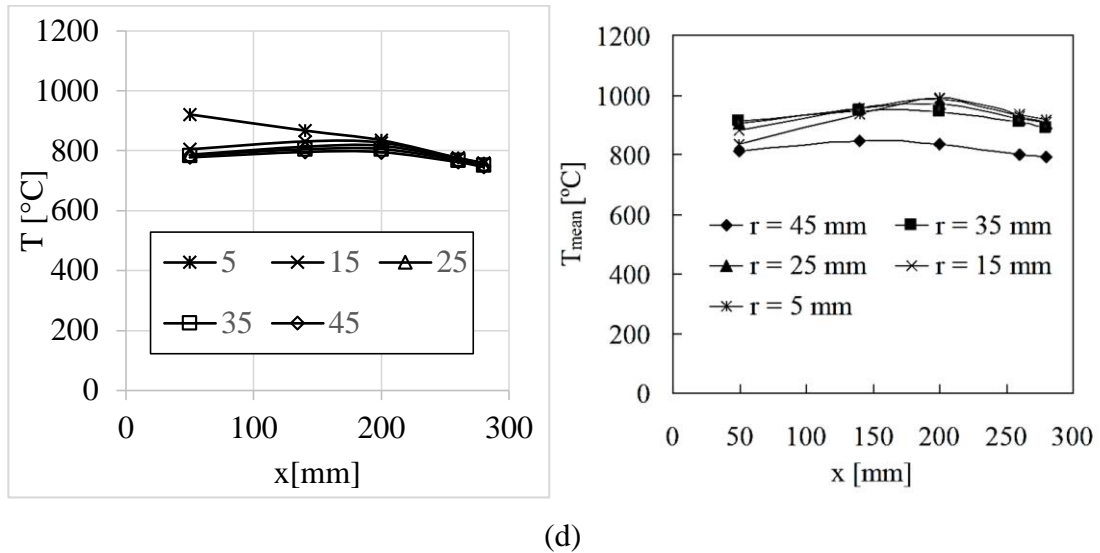 1200
1000
800
600
400
200
0
T [°C]
0 100 200 300
x[mm]
5 15 25
35 45
1200
1000
800
600
400
200
0
T_mean [ºC]
0 50 100 150 200 250 300
x [mm]
r = 45 mm r = 35 mm
r = 25 mm r = 15 mm
r = 5 mm
(d)